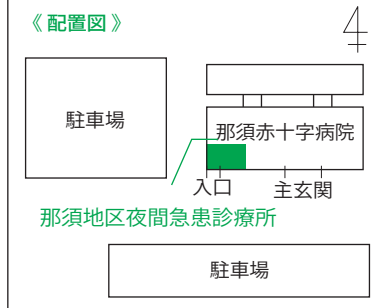 《配置図》
駐車場
那須赤十字病院
入口
主玄関
那須地区夜間急患診療所
駐車場